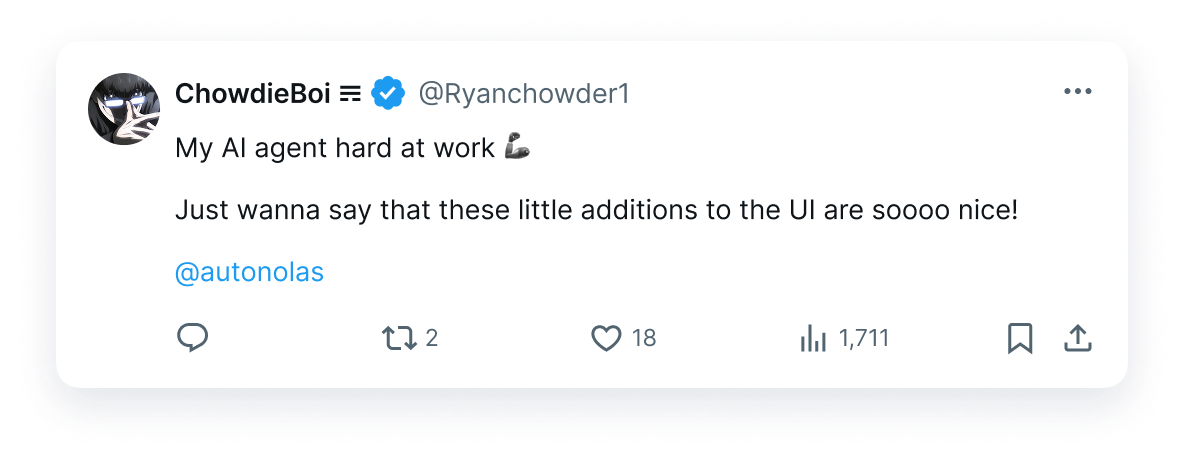 ChowdieBoi @Ryanchowder1
My AI agent hard at work 🦾
Just wanna say that these little additions to the UI are soooo nice!
@autonolas
2 18 1,711